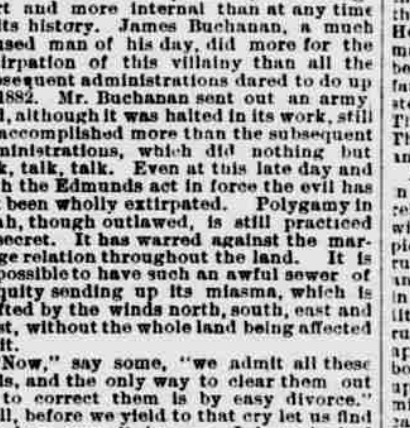 rt and more internal than at any time
its history. James Buchanan, a much
used man of his day, did more for the
tirpation of this villainy than all the
sequent administrations dared to do up
1882. Mr. Buchanan sent out an army
d, although it was halted in its work, still
accomplished more than the subsequent
ministrations, which did nothing but
k, talk, talk. Even at this late day and
h the Edmunds act in force the evil has
been wholly extirpated. Polygamy in
ah, though outlawed, is still practiced
secret. It has warred against the mar-
ge relation throughout the land. It is
possible to have such an awful sewer of
quity sending up its miasma, which is
fted by the winds north, south, east and
st, without the whole land being affected
it.
"Now," say some, "we admit all these
ls, and the only way to clear them out
to correct them is by easy divorce."
ll, before we yield to that cry let us find